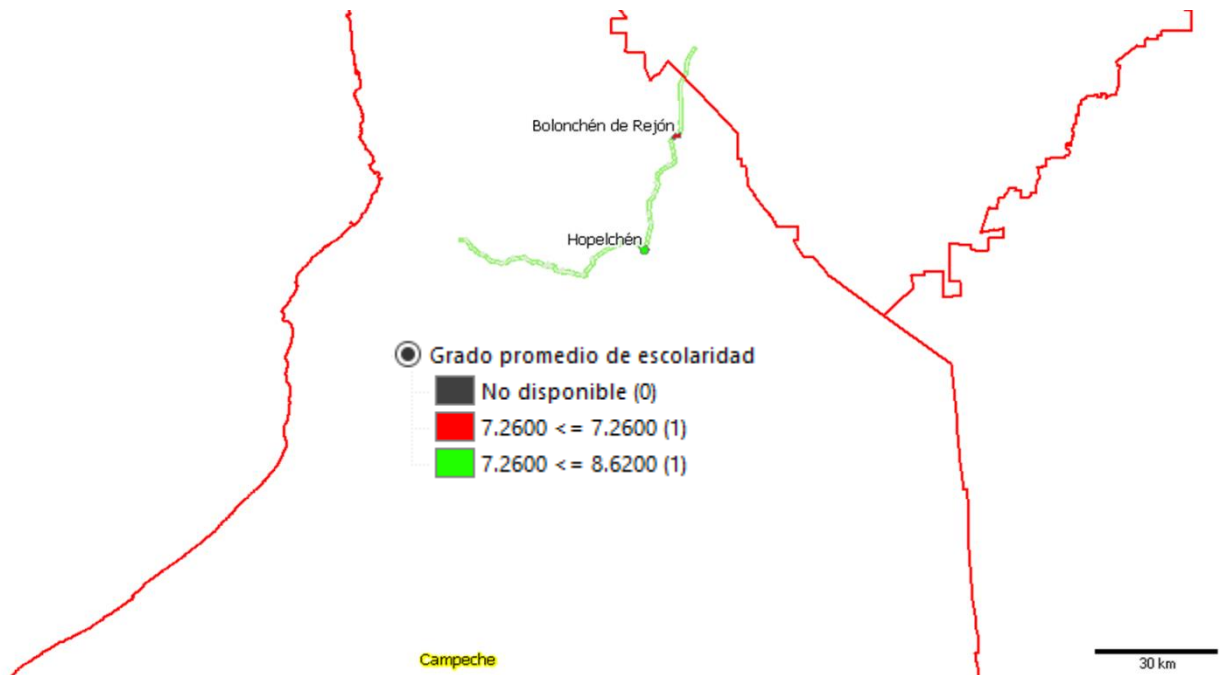 Bolonchén de Rejón
Hopelchén
Grado promedio de escolaridad
No disponible (0)
7.2600 <= 7.2600 (1)
7.2600 <= 8.6200 (1)
Campeche
30 km